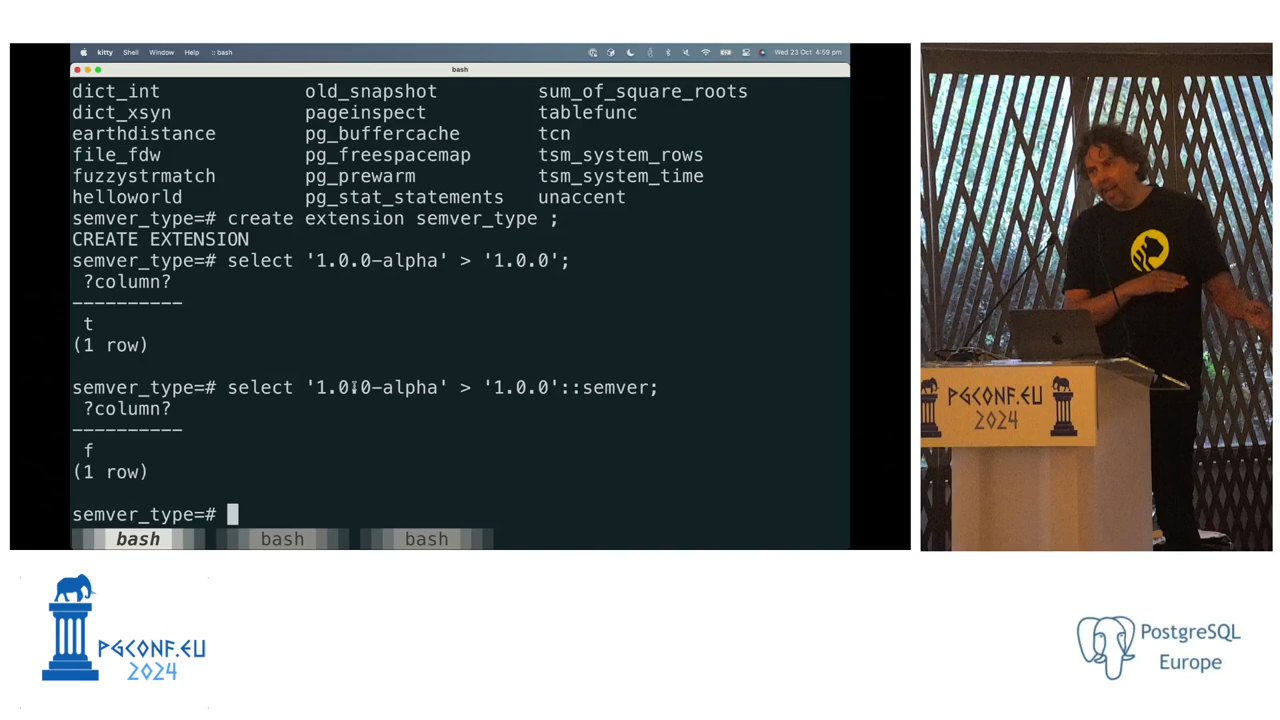 kitty Shell Window Help :: bash Wed 23 Oct 4:59 pm
bash
dict_int old_snapshot sum_of_square_roots
dict_xsyn pageinspect tablefunc
earthdistance pg_buffercache tcn
file_fdw pg_freespacemap tsm_system_rows
fuzzystrmatch pg_prewarm tsm_system_time
helloworld pg_stat_statements unaccent
semver_type=# create extension semver_type ;
CREATE EXTENSION
semver_type=# select '1.0.0-alpha' > '1.0.0';
?column?
----------
t
(1 row)
semver_type=# select '1.0.0-alpha' > '1.0.0'::semver;
?column?
----------
f
(1 row)
semver_type=#
bash bash bash
PGCONF.EU
2024
PGCONF.EU
2024
PostgreSQL
Europe